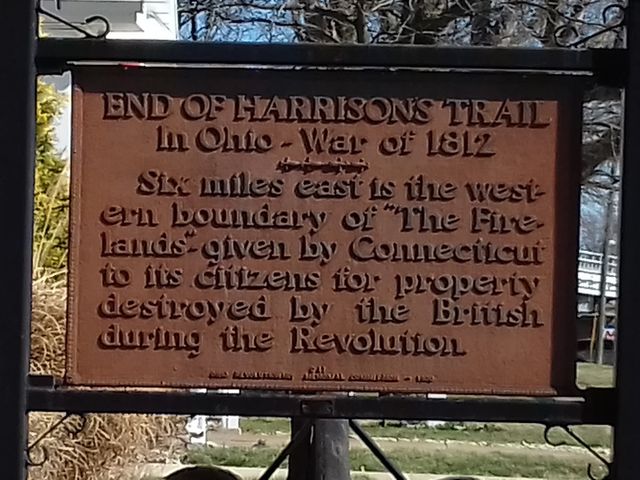 END OF HARRISON'S TRAIL
In Ohio - War of 1812
Six miles east is the west-
ern boundary of "The Fire-
lands"-given by Connecticut
to its citizens for property
destroyed by the British
during the Revolution.